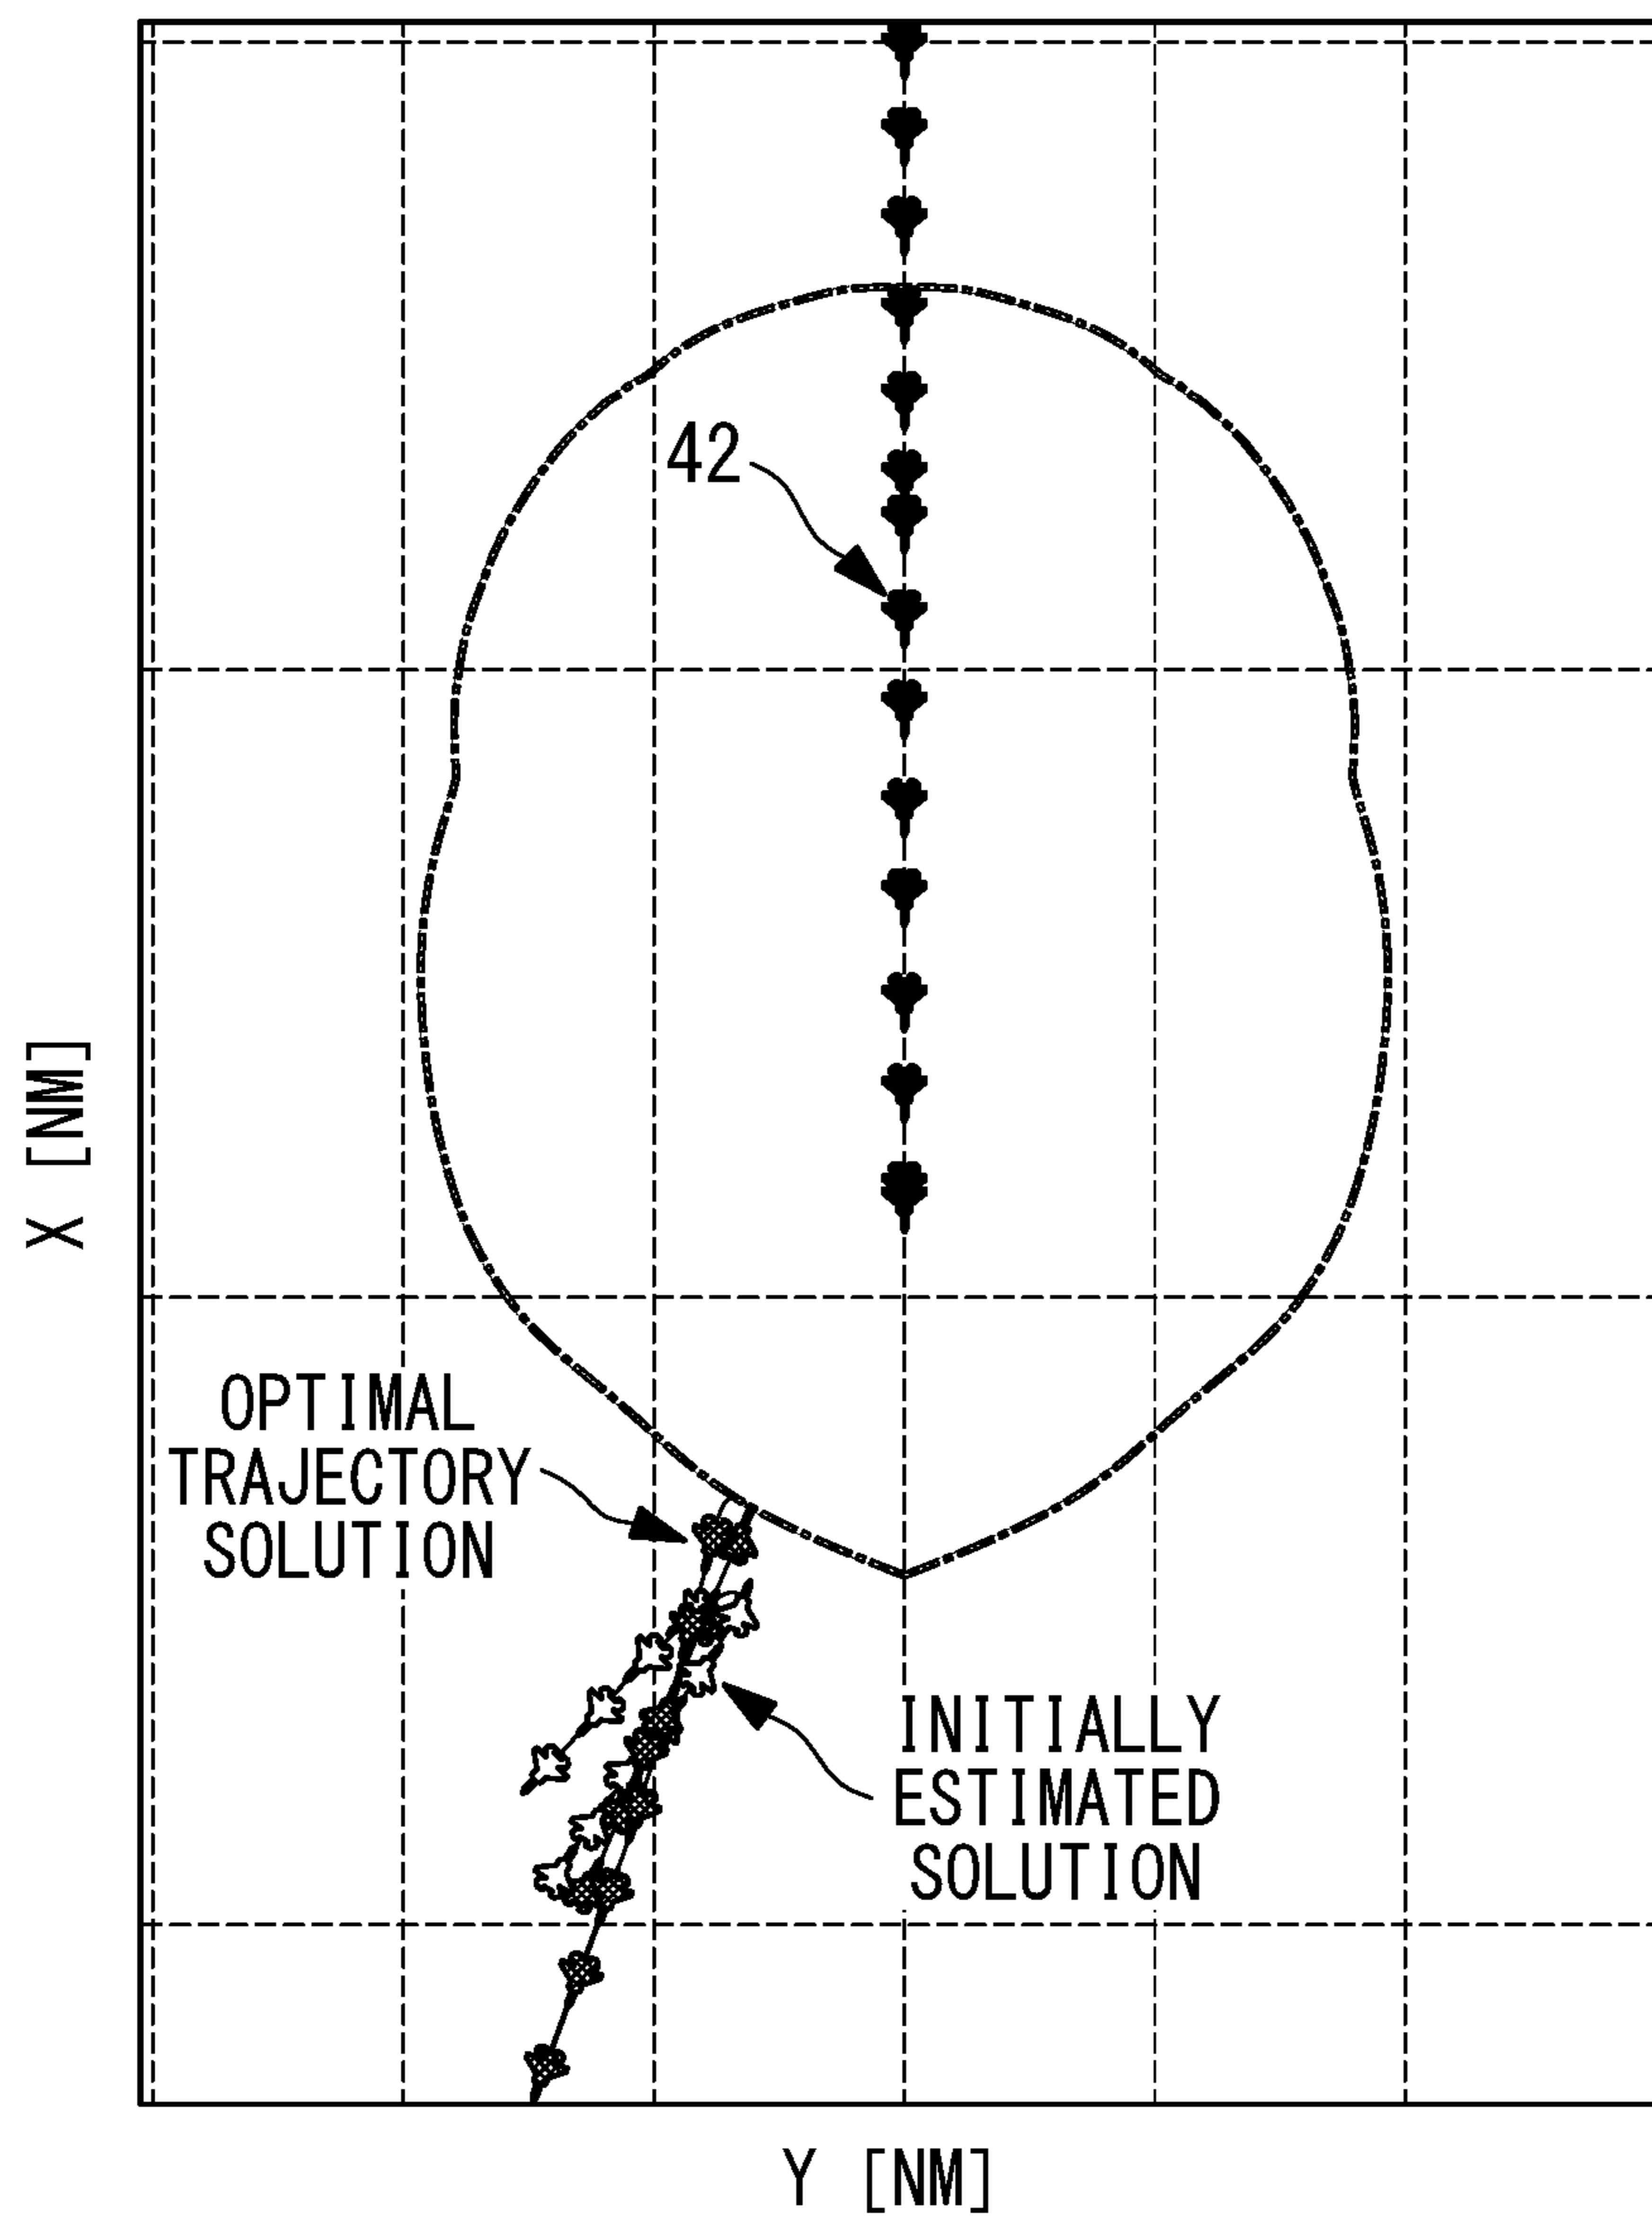 42
X [NM]
OPTIMAL
TRAJECTORY
SOLUTION
INITIALLY
ESTIMATED
SOLUTION
Y [NM]